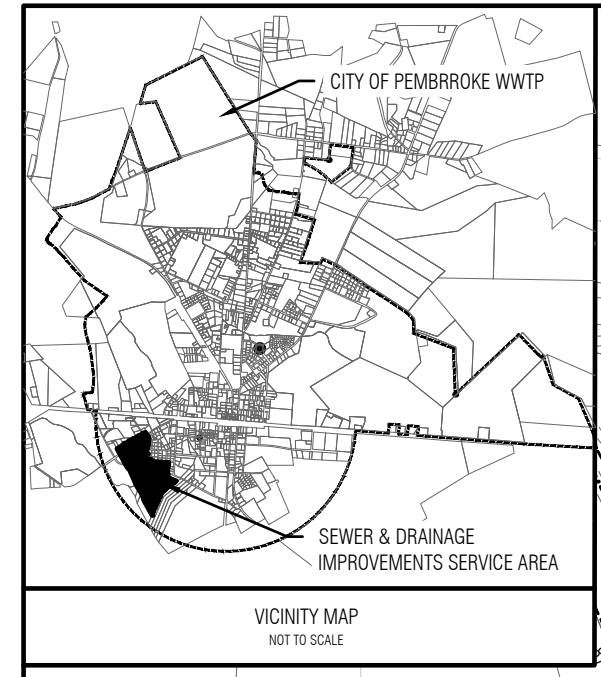 CITY OF PEMBRROKE WWTP
SEWER & DRAINAGE
IMPROVEMENTS SERVICE AREA
VICINITY MAP
NOT TO SCALE